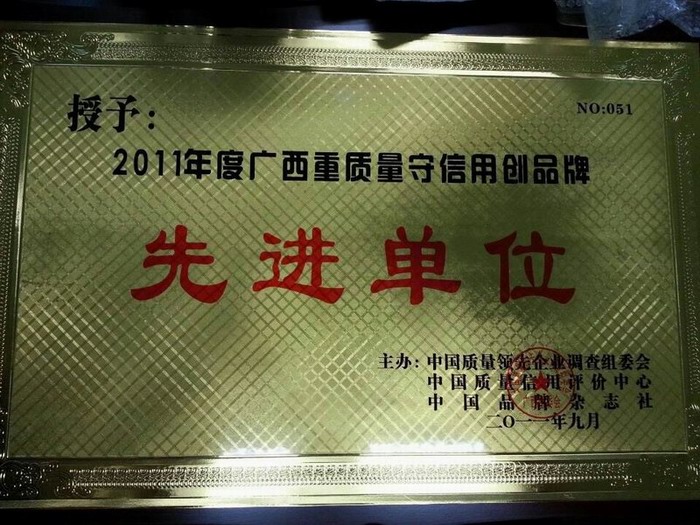 授予：
NO:051
2011年度广西重质量守信用创品牌
先进单位
主办：中国质量领先企业调查组委会
中国质量信用评价中心
中国品牌杂志社
二〇一一年九月